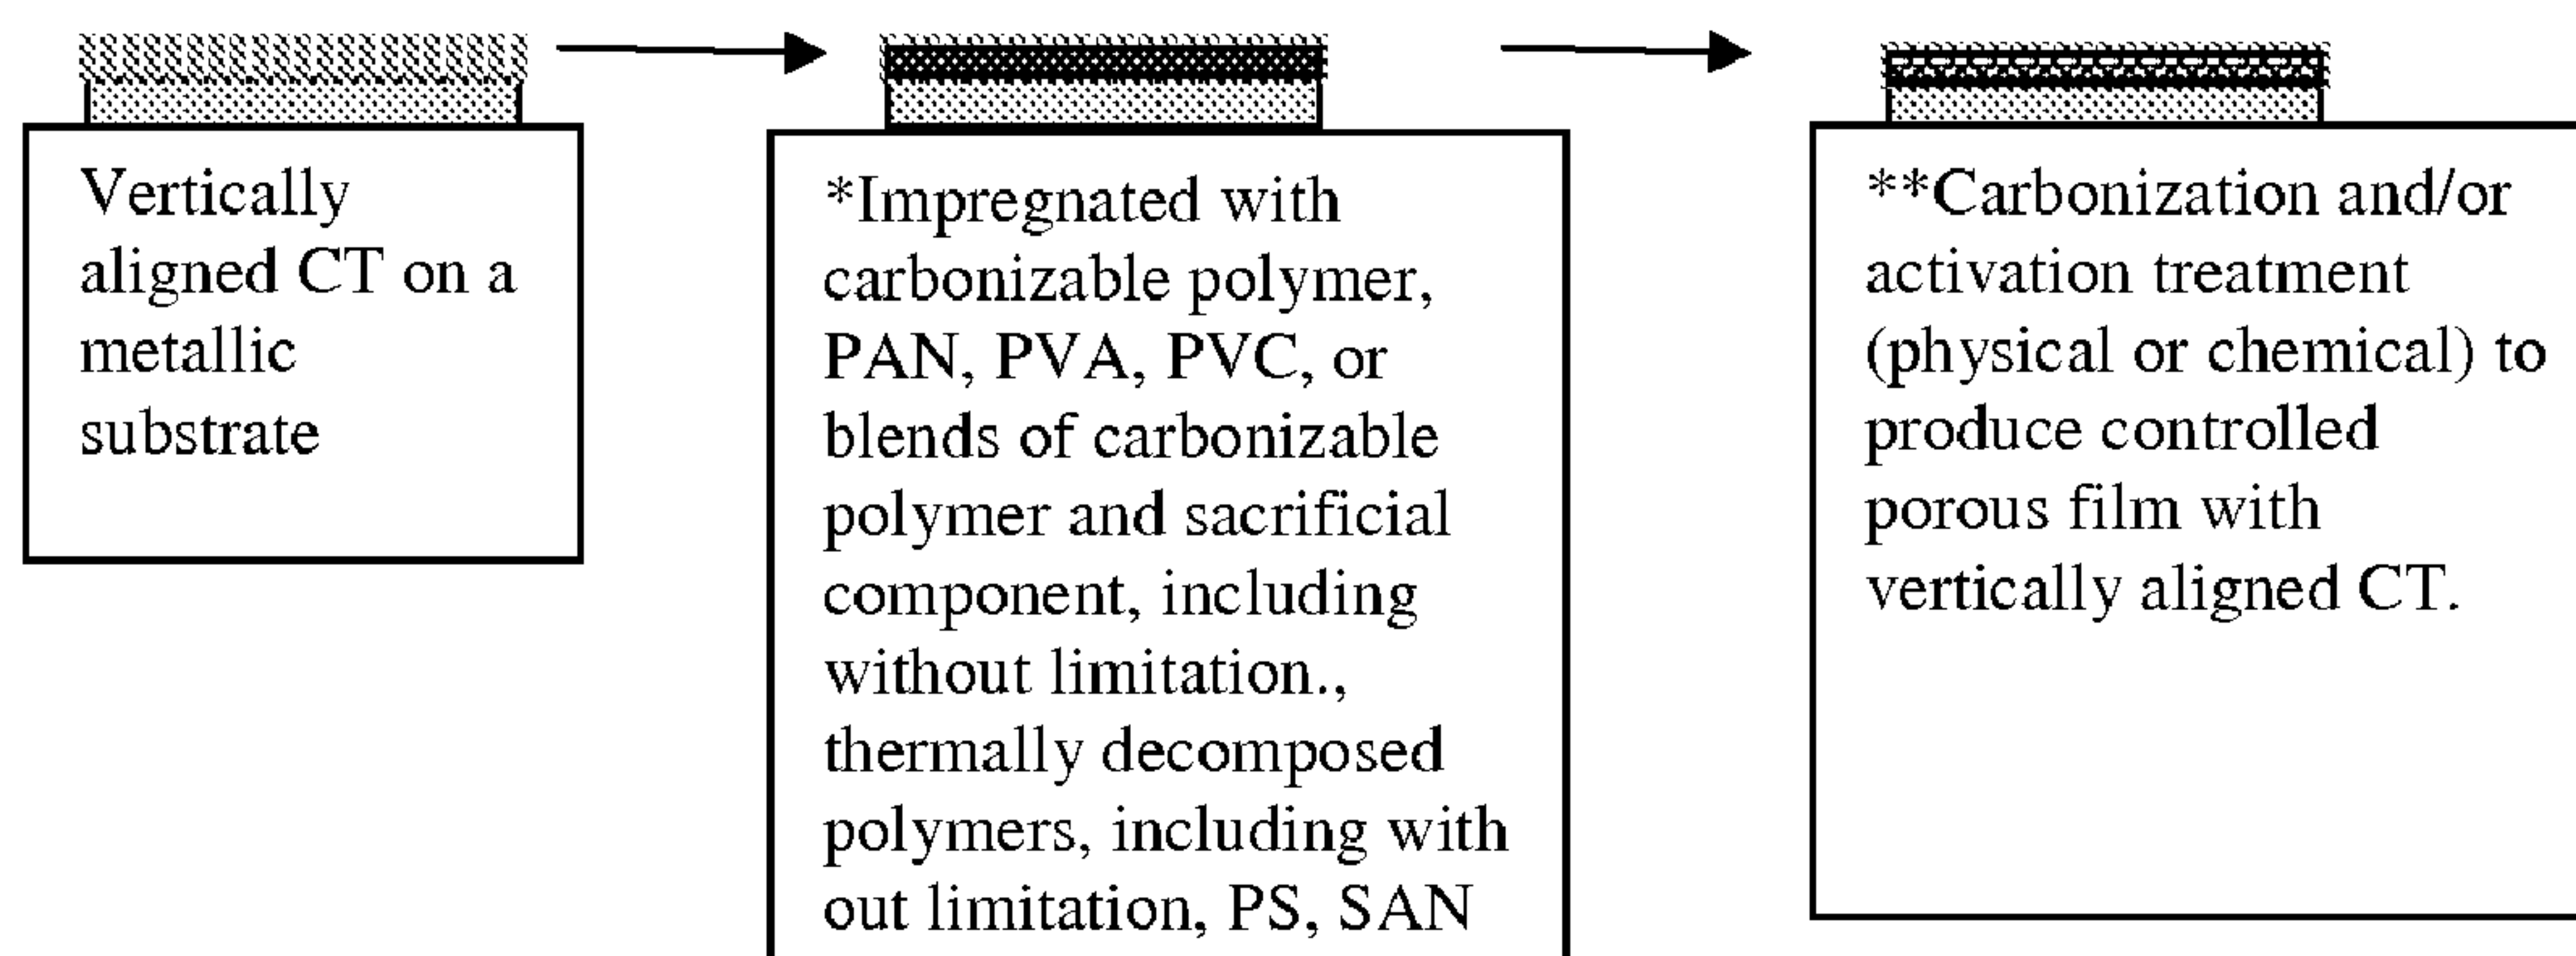 Vertically
aligned CT on a
metallic
substrate
*Impregnated with
carbonizable polymer,
PAN, PVA, PVC, or
blends of carbonizable
polymer and sacrificial
component, including
without limitation.,
thermally decomposed
polymers, including with
out limitation, PS, SAN
**Carbonization and/or
activation treatment
(physical or chemical) to
produce controlled
porous film with
vertically aligned CT.